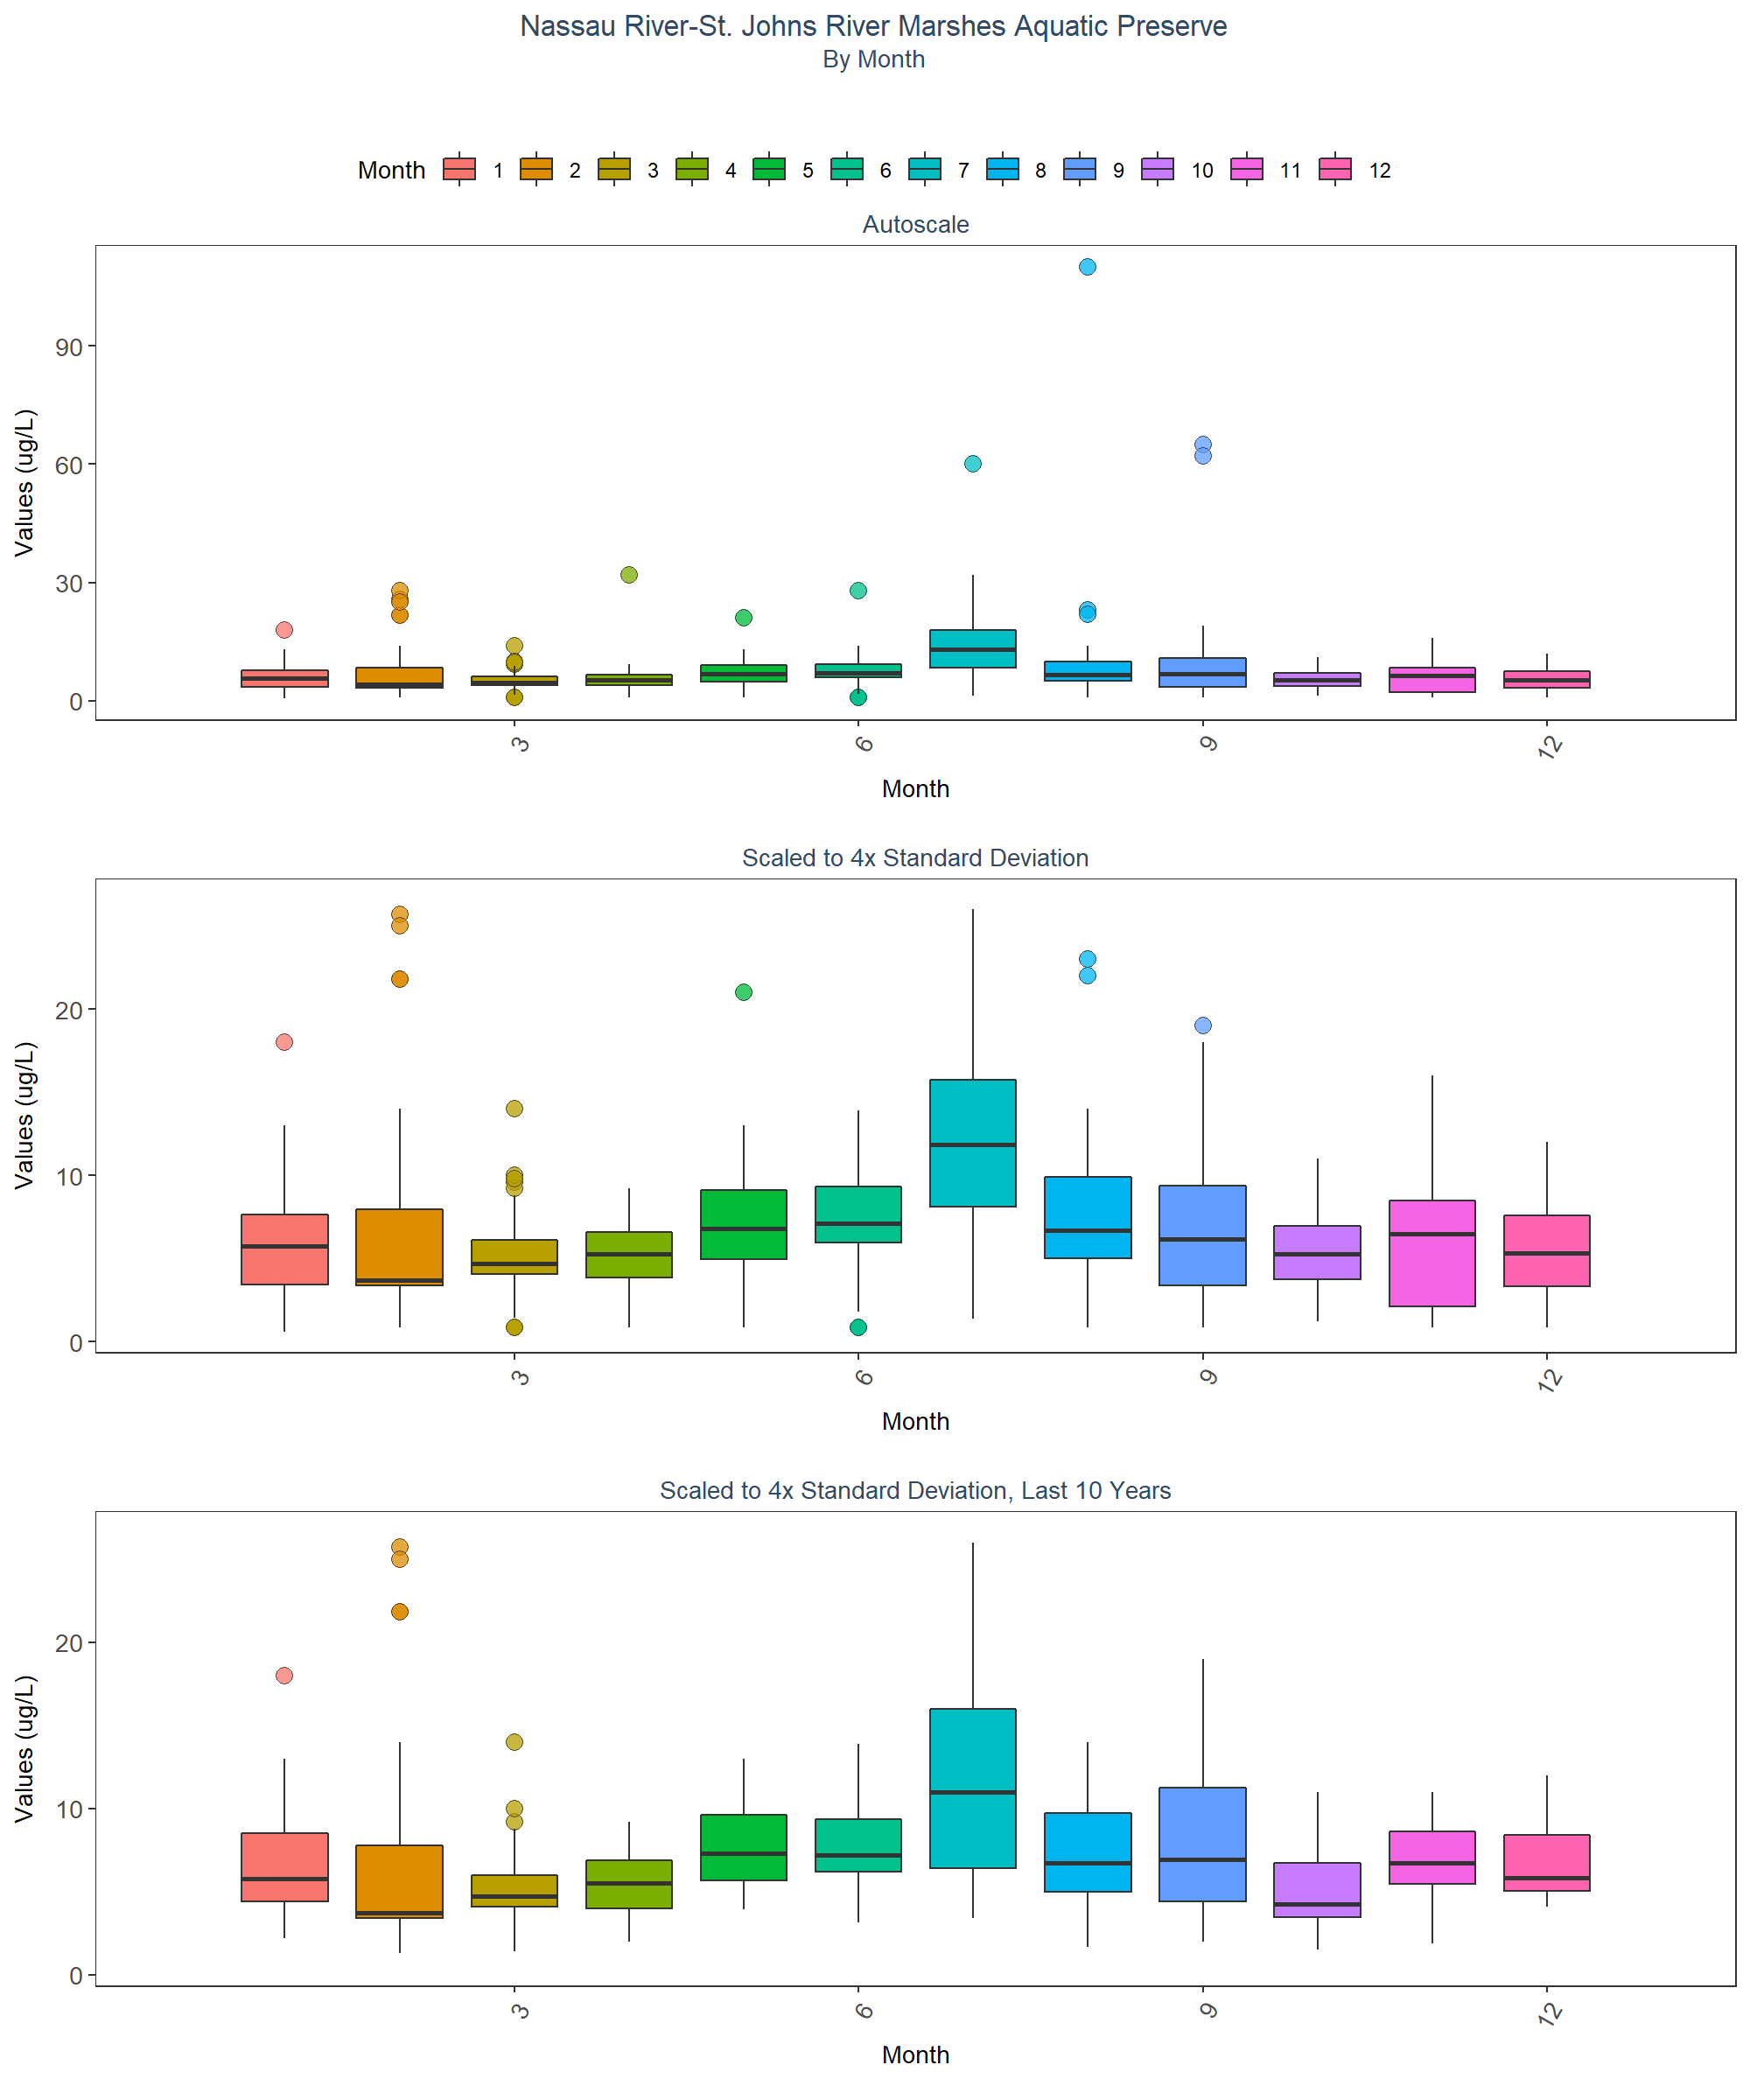 Nassau River-St. Johns River Marshes Aquatic Preserve
By Month
Month 1 2 3 4 5 6 7 8 9 10 11 12
Autoscale
Values (ug/L)
90
60
30
0
3 6 9 12
Month
Scaled to 4x Standard Deviation
Values (ug/L)
20
10
0
3 6 9 12
Month
Scaled to 4x Standard Deviation, Last 10 Years
Values (ug/L)
20
10
0
3 6 9 12
Month